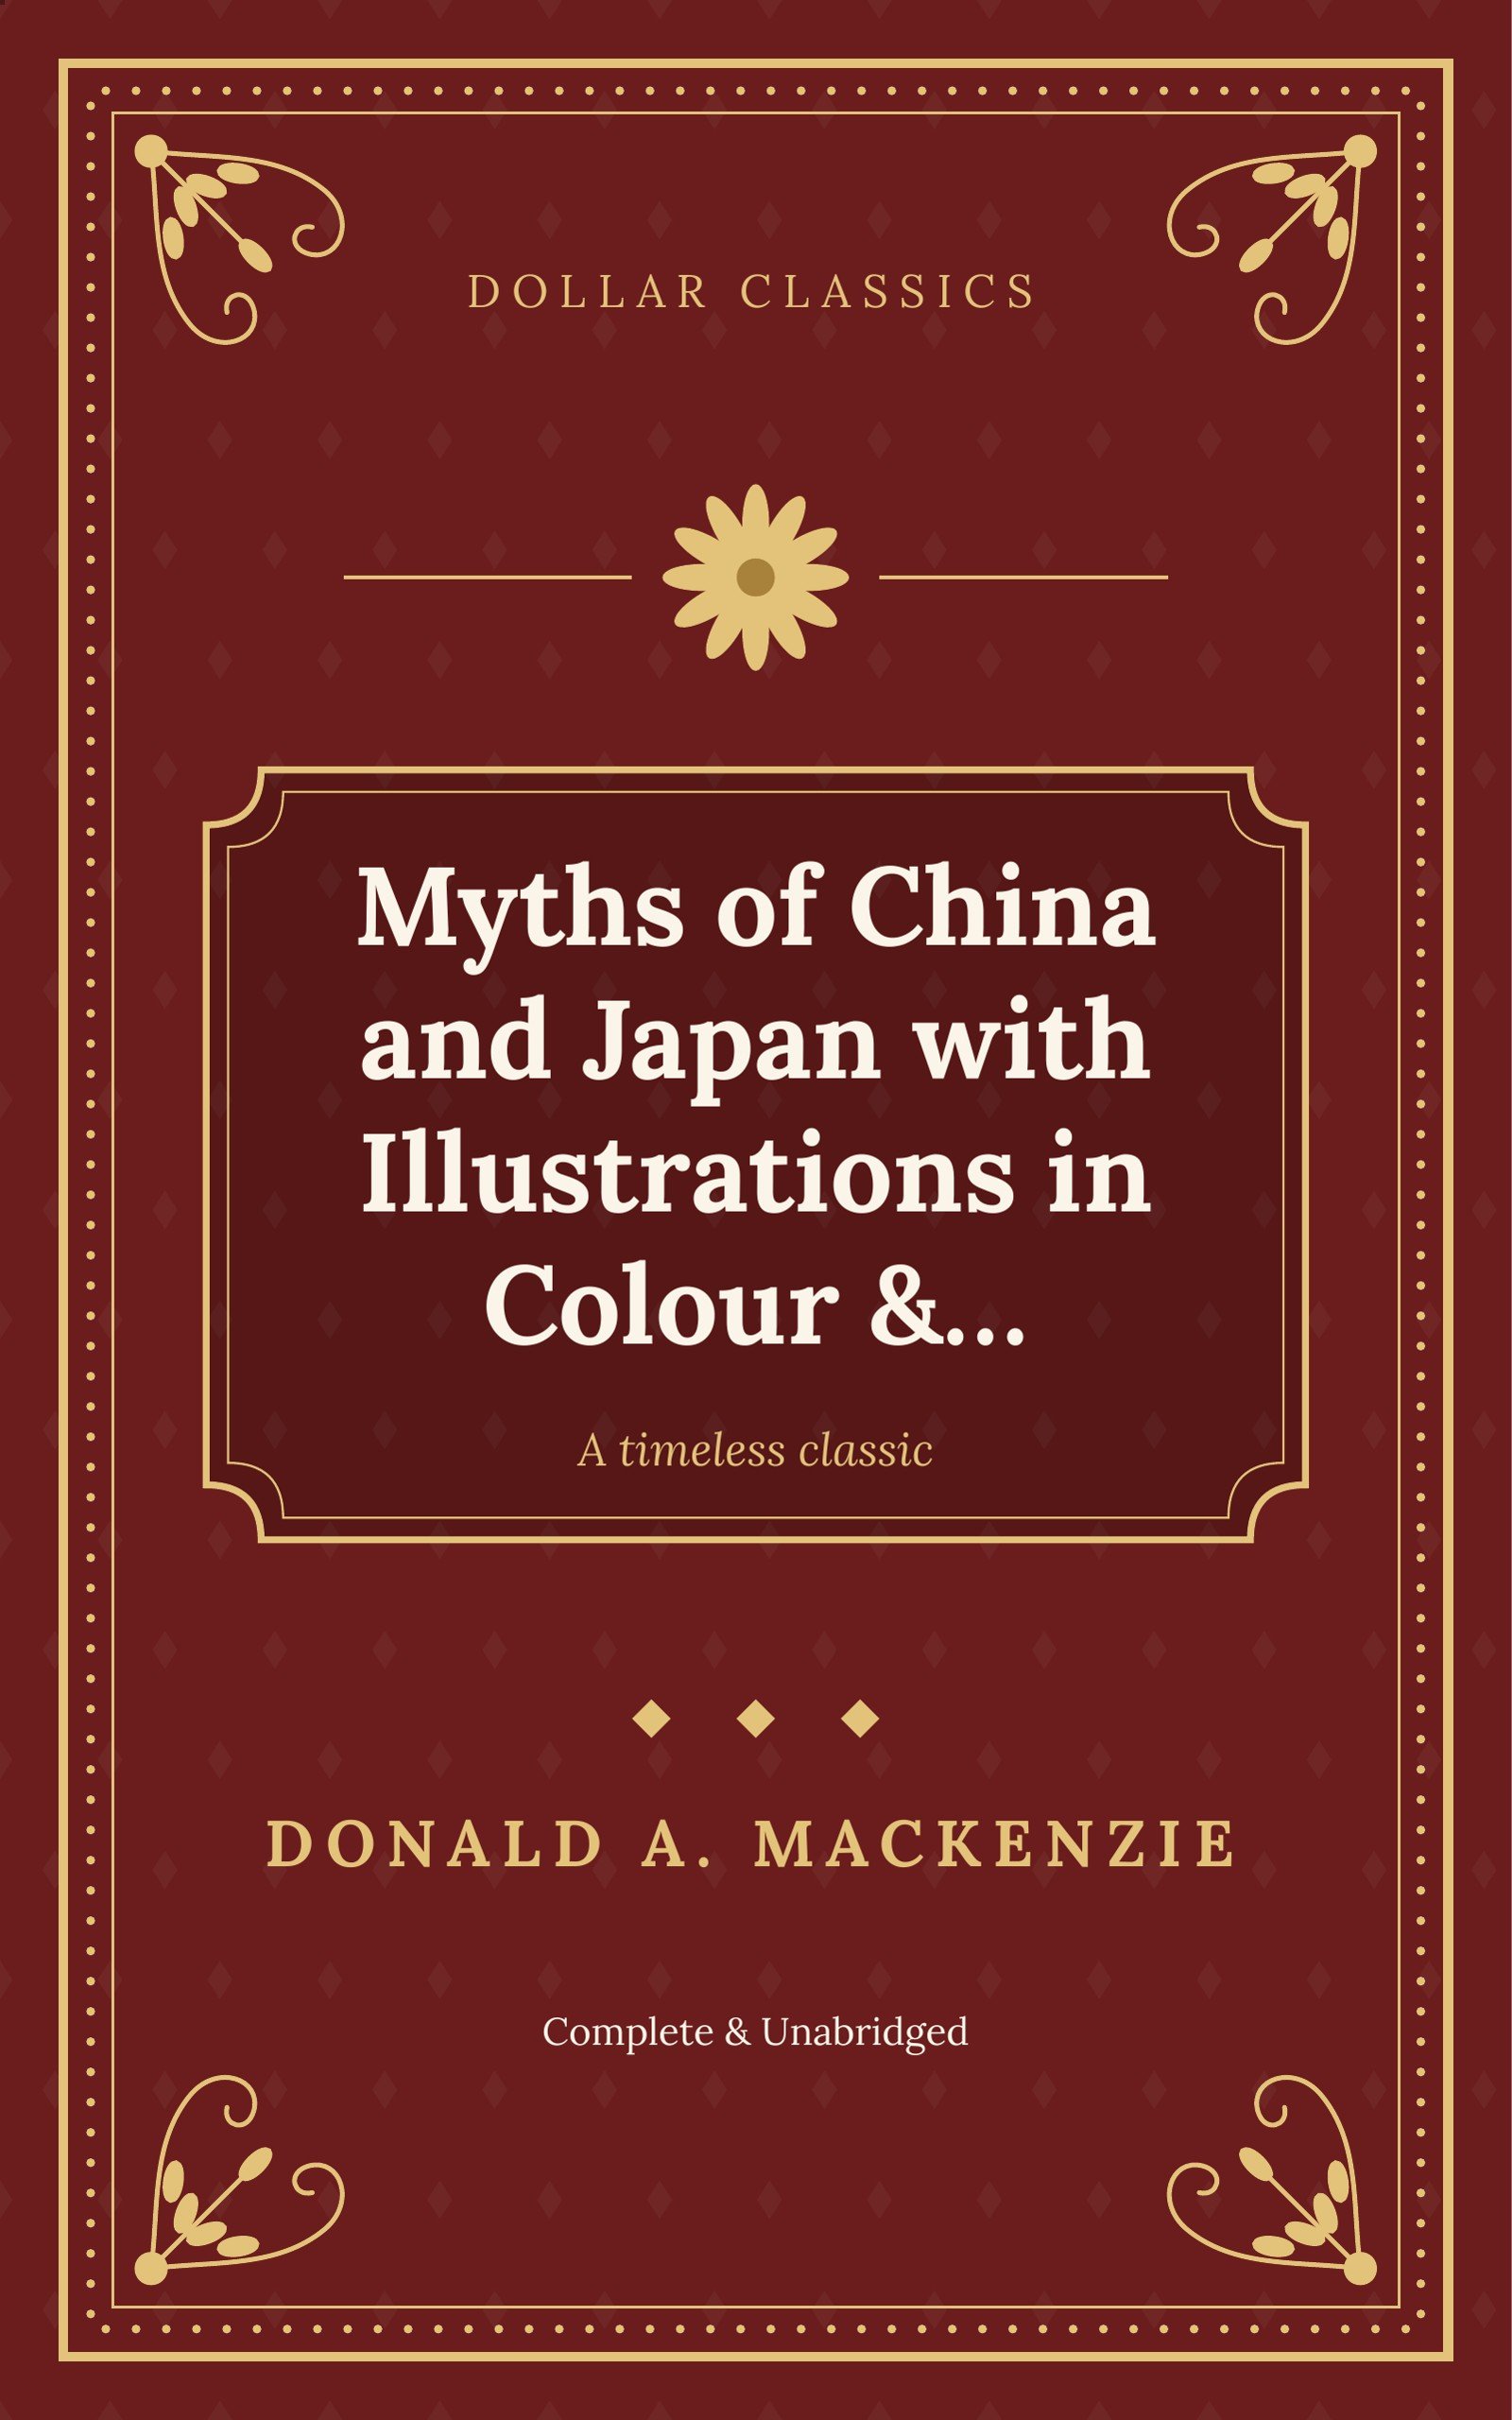 DOLLAR CLASSICS
Myths of China
and Japan with
Illustrations in
Colour &...
A timeless classic
DONALD A. MACKENZIE
Complete & Unabridged